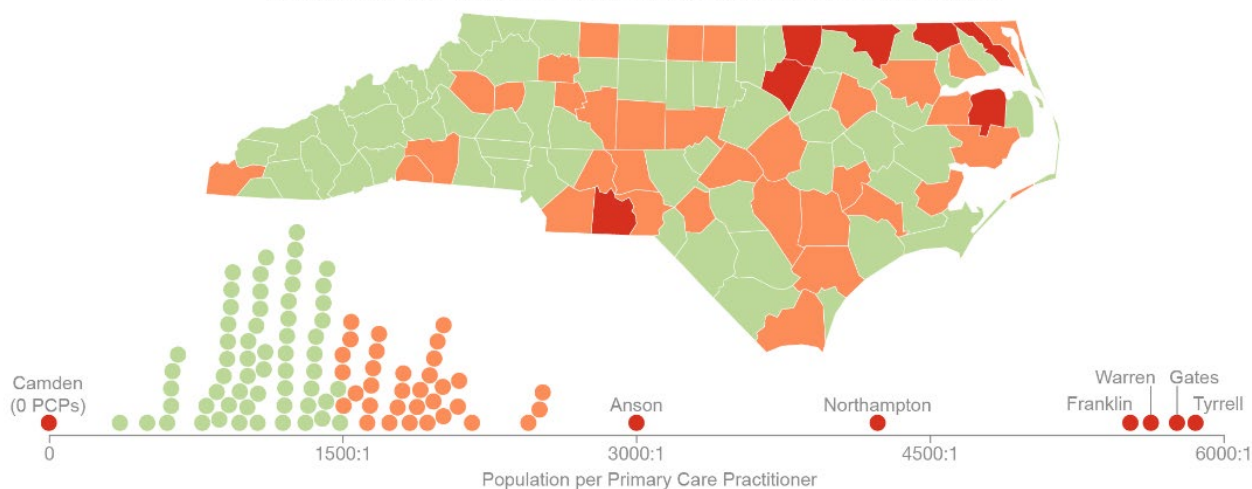 Camden
(0 PCPs)
Anson
Northampton
Warren
Gates
Franklin
Tyrrell
0
1500:1
3000:1
4500:1
6000:1
Population per Primary Care Practitioner